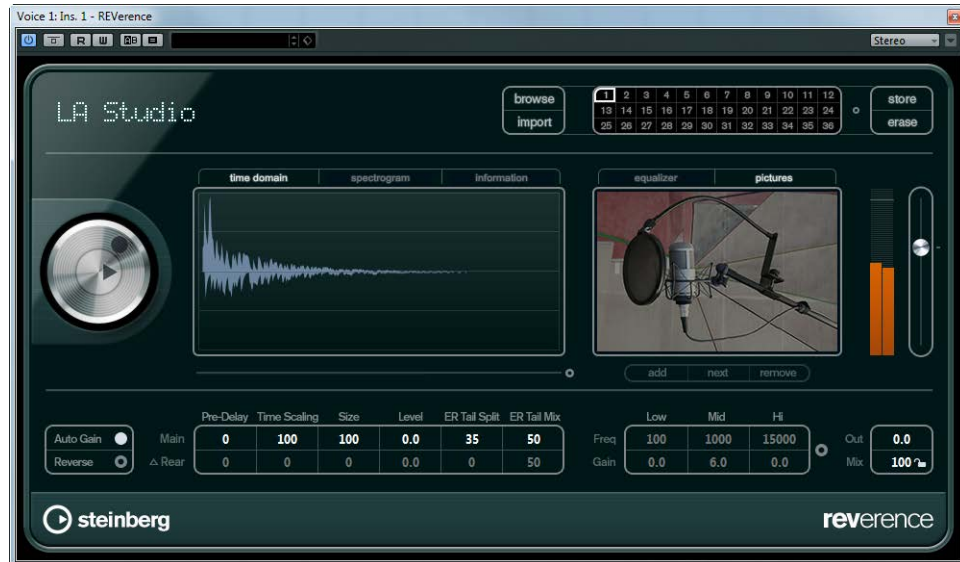 Voice 1: Ins. 1 - REVerence
R W Stereo
LA Studio
browse
import
1 2 3 4 5 6 7 8 9 10 11 12
13 14 15 16 17 18 19 20 21 22 23 24
25 26 27 28 29 30 31 32 33 34 35 36
store
erase
time domain spectrogram information
equalizer pictures
add next remove
Pre-Delay Time Scaling Size Level ER Tail Split ER Tail Mix
Low Mid Hi
Auto Gain Main 0 100 100 0.0 35 50
Freq 100 1000 15000 Out 0.0
Reverse △ Rear 0 0 0 0.0 0 50
Gain 0.0 6.0 0.0 Mix 100
steinberg
reverence